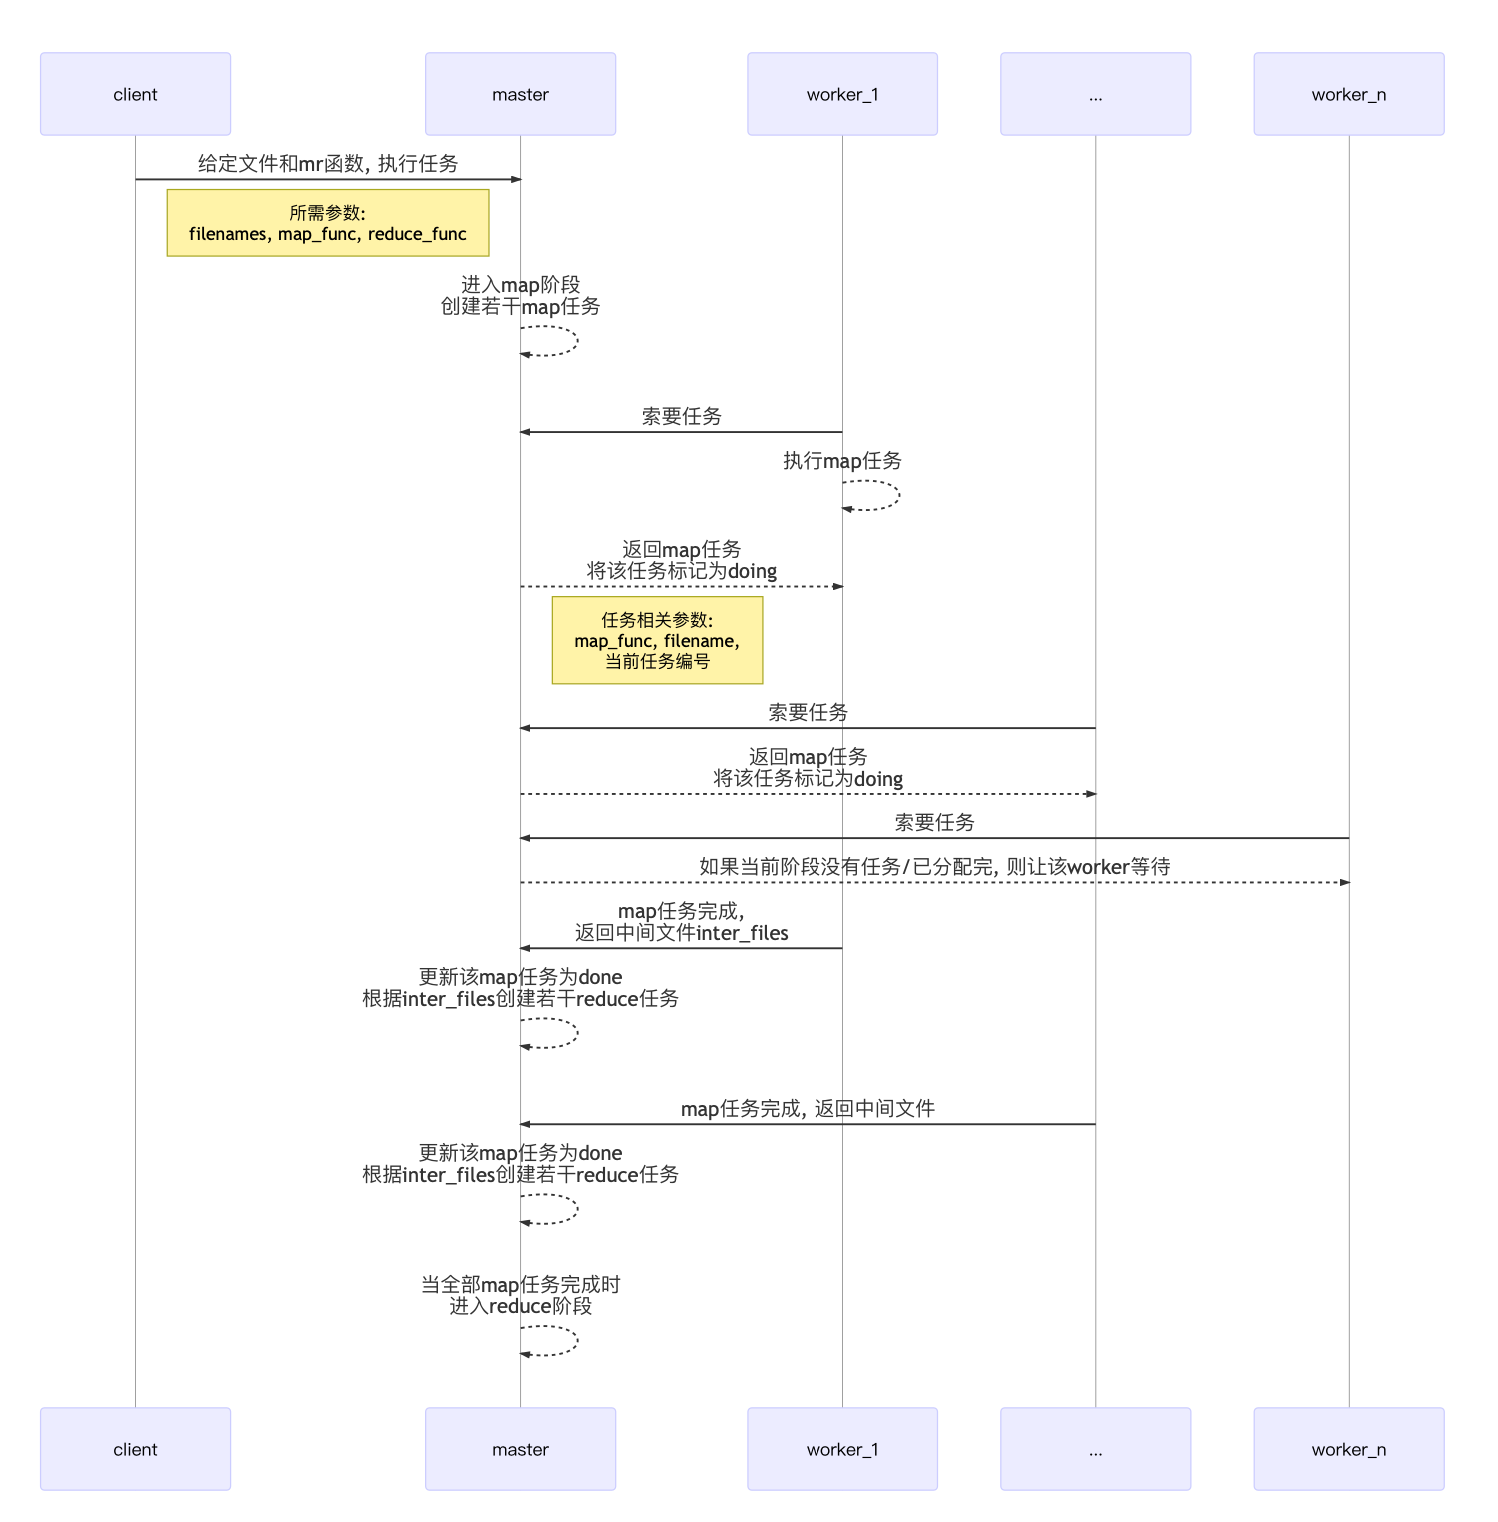 client
master
worker_1
...
worker_n
给定文件和mr函数, 执行任务
所需参数:
filenames, map_func, reduce_func
进入map阶段
创建若干map任务
索要任务
执行map任务
返回map任务
将该任务标记为doing
任务相关参数:
map_func, filename,
当前任务编号
索要任务
返回map任务
将该任务标记为doing
索要任务
如果当前阶段没有任务/已分配完, 则让该worker等待
map任务完成,
返回中间文件inter_files
更新该map任务为done
根据inter_files创建若干reduce任务
map任务完成, 返回中间文件
更新该map任务为done
根据inter_files创建若干reduce任务
当全部map任务完成时
进入reduce阶段
client
master
worker_1
...
worker_n